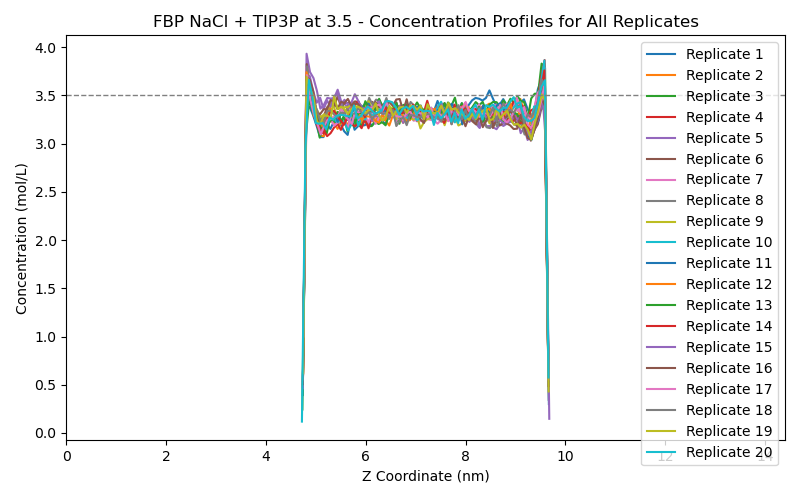 FBP NaCl + TIP3P at 3.5 - Concentration Profiles for All Replicates
Concentration (mol/L)
4.0
3.5
3.0
2.5
2.0
1.5
1.0
0.5
0.0
Replicate 1
Replicate 2
Replicate 3
Replicate 4
Replicate 5
Replicate 6
Replicate 7
Replicate 8
Replicate 9
Replicate 10
Replicate 11
Replicate 12
Replicate 13
Replicate 14
Replicate 15
Replicate 16
Replicate 17
Replicate 18
Replicate 19
Replicate 20
0 2 4 6 8 10 12 14
Z Coordinate (nm)